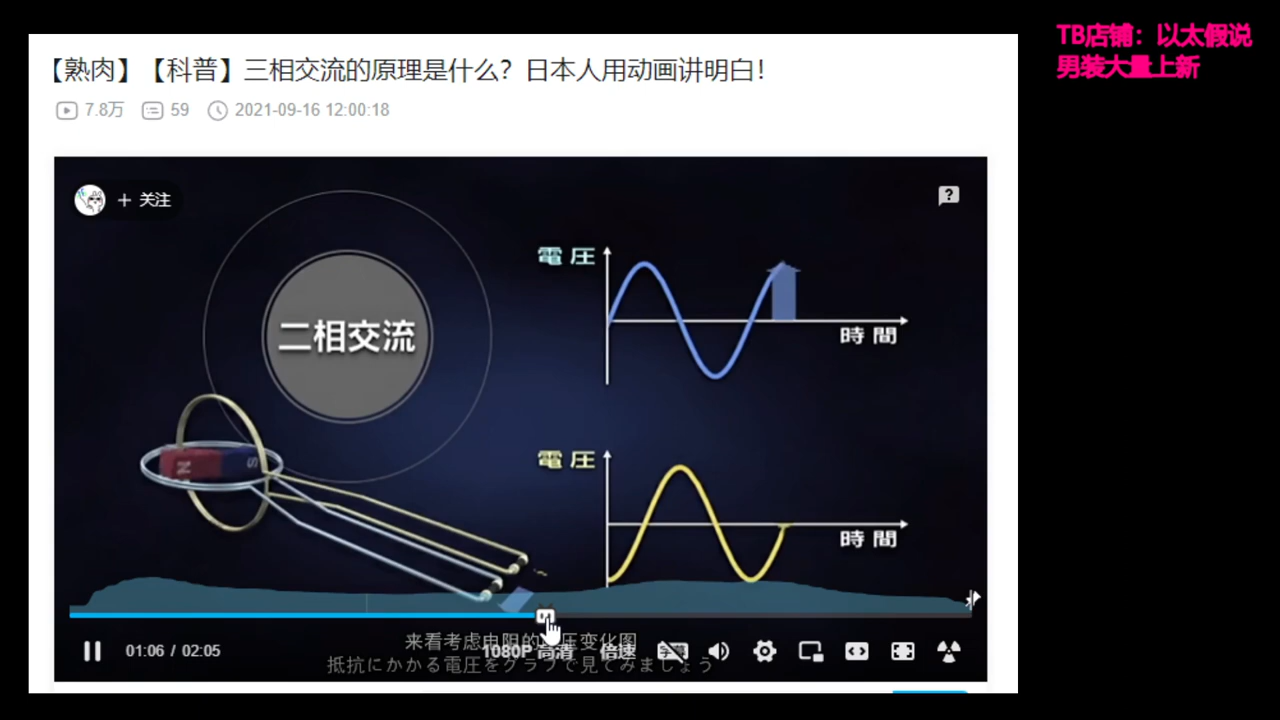 TB店铺：以太假说
男装大量上新
【熟肉】【科普】三相交流的原理是什么？日本人用动画讲明白！
7.8万 59 2021-09-16 12:00:18
+ 关注
?
電圧
時間
二相交流
電圧
時間
N S
来看考虑电阻的电压变化图
抵抗にかかる電圧をグラフで見てみましょう
01:06 / 02:05 1080P 高清 倍速 字幕